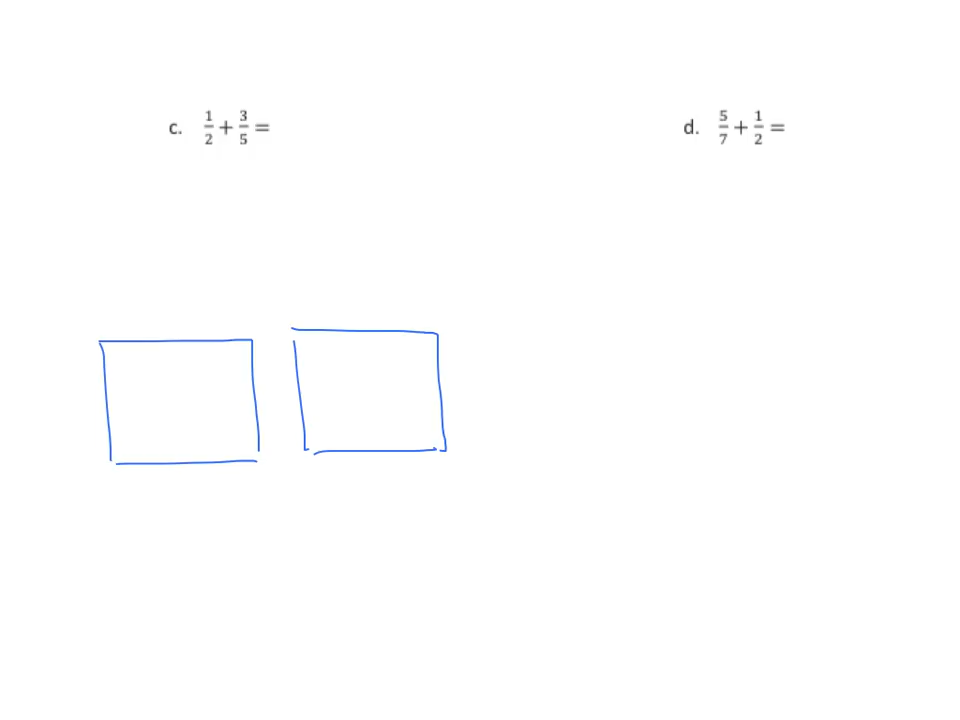 c. 1/2 + 3/5 =
d. 5/7 + 1/2 =